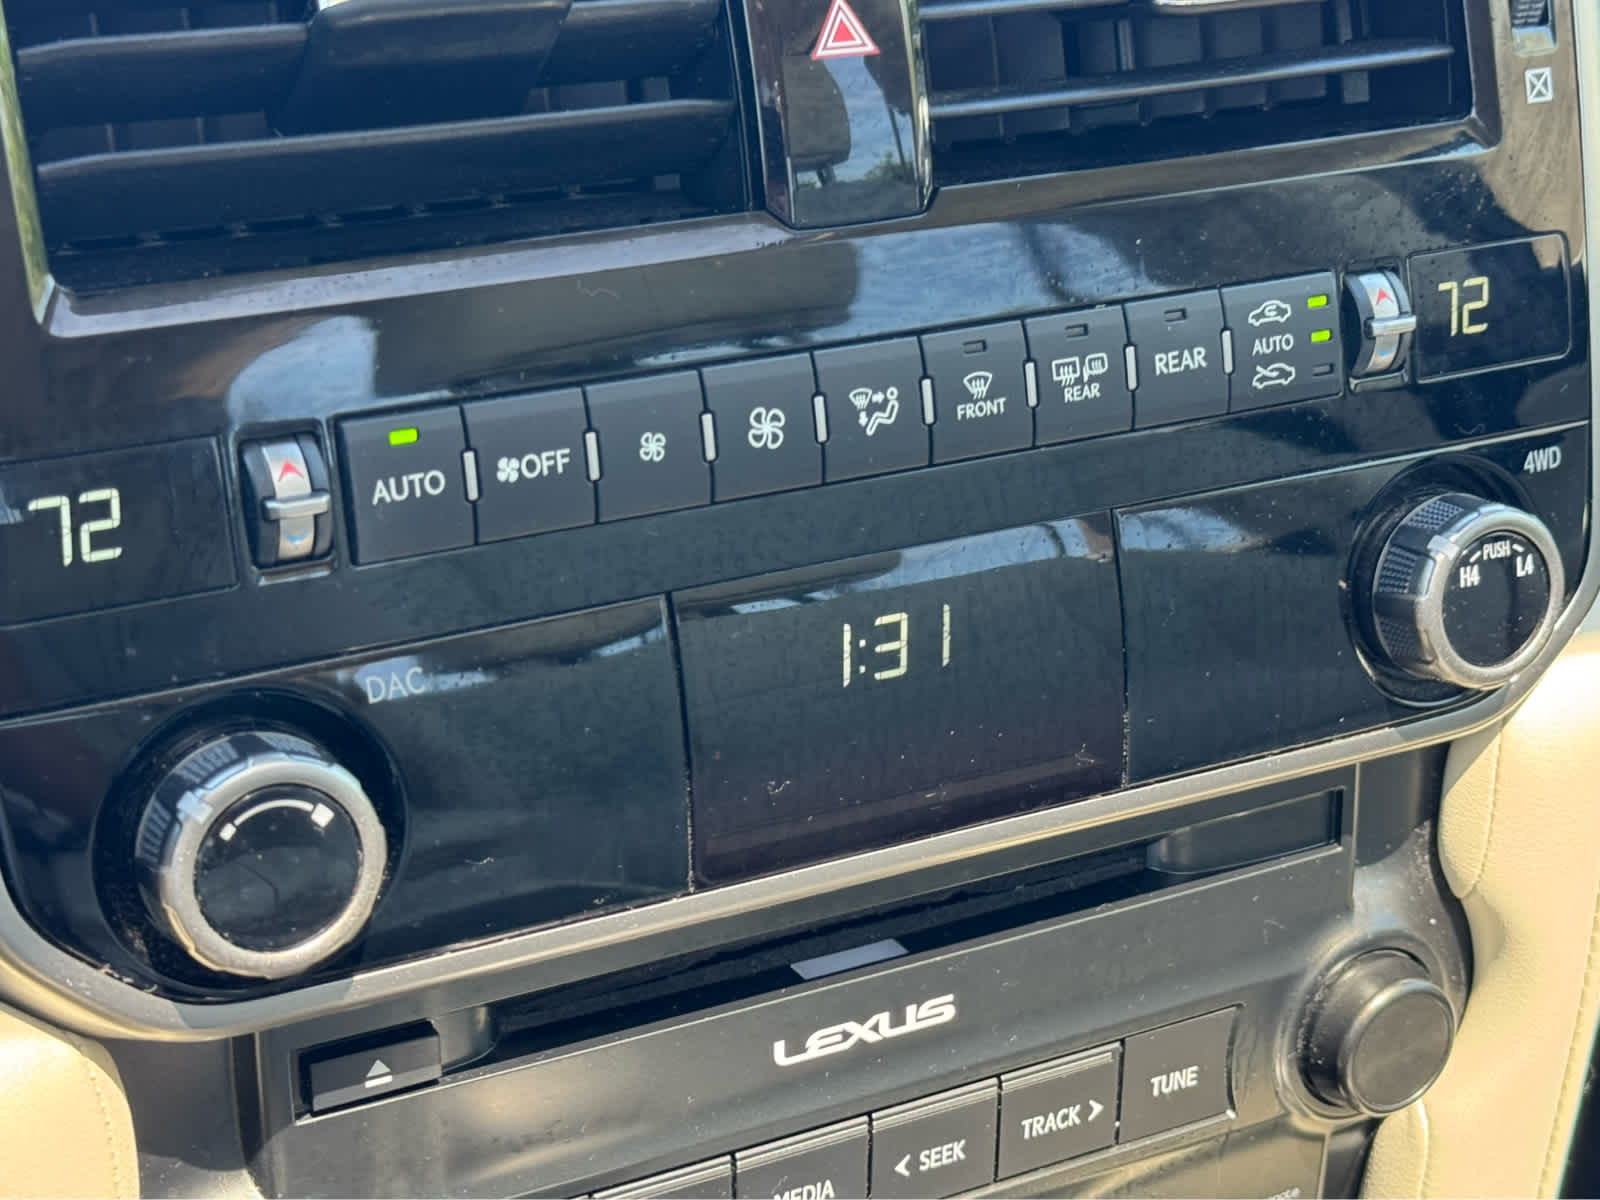 72
AUTO
OFF
FRONT
REAR
REAR
AUTO
72
4WD
PUSH
H4 L4
DAC
1:31
LEXUS
MEDIA
< SEEK
TRACK >
TUNE